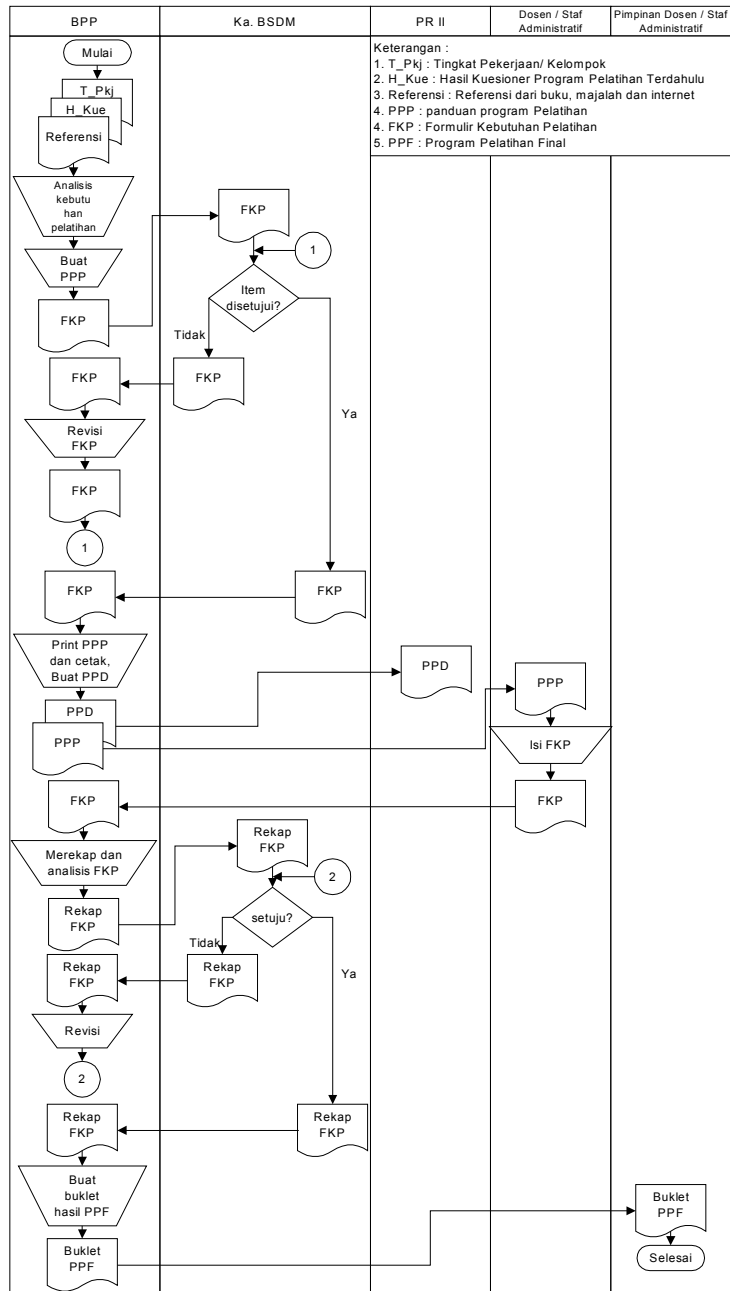 BPP
Ka. BSDM
PR II
Dosen / Staf
Administratif
Pimpinan Dosen / Staf
Administratif
Keterangan :
1. T_Pkj : Tingkat Pekerjaan/ Kelompok
2. H_Kue : Hasil Kuesioner Program Pelatihan Terdahulu
3. Referensi : Referensi dari buku, majalah dan internet
4. PPP : panduan program Pelatihan
4. FKP : Formulir Kebutuhan Pelatihan
5. PPF : Program Pelatihan Final
Mulai
T_Pkj
H_Kue
Referensi
Analisis
kebutu
han
pelatihan
FKP
1
Buat
PPP
Item
disetujui?
FKP
Tidak
FKP
FKP
Ya
Revisi
FKP
FKP
1
FKP
FKP
Print PPP
dan cetak,
Buat PPD
PPD
PPP
PPD
PPP
Isi FKP
FKP
FKP
Merekap dan
analisis FKP
Rekap
FKP
2
Rekap
FKP
setuju?
Tidak
Rekap
FKP
Rekap
FKP
Ya
Revisi
2
Rekap
FKP
Rekap
FKP
Buat
buklet
hasil PPF
Buklet
PPF
Buklet
PPF
Selesai